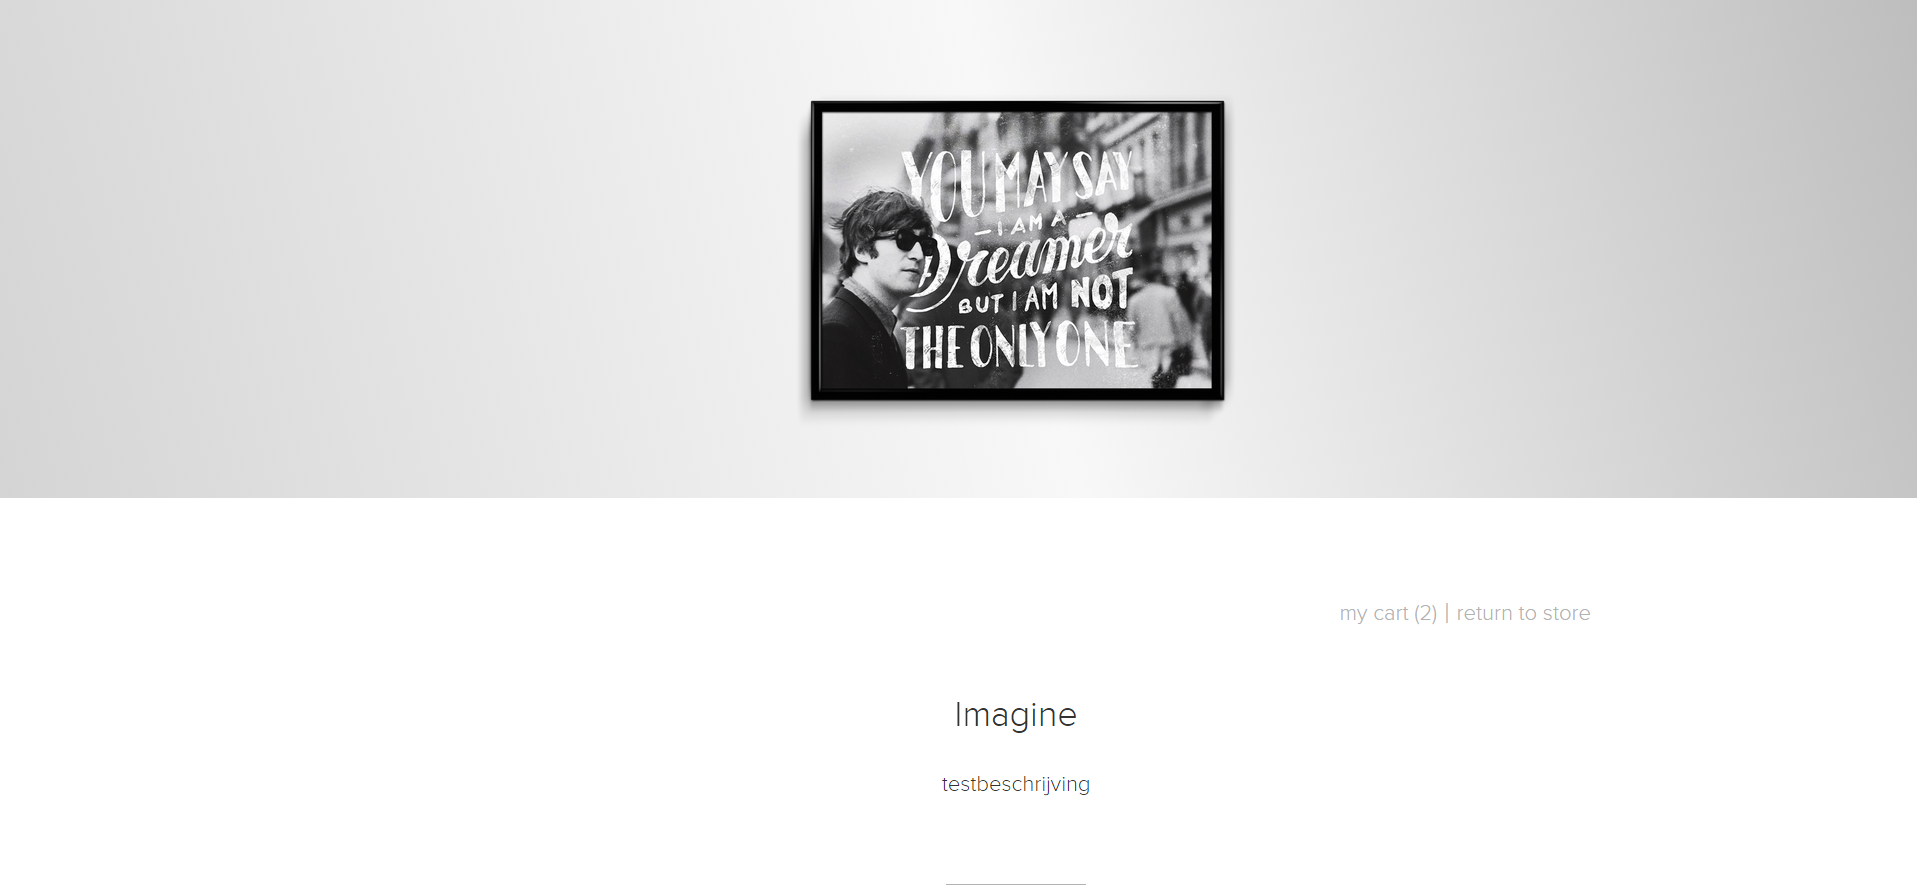 YOU MAY SAY
– I AM A –
Dreamer
BUT I AM NOT
THE ONLY ONE
my cart (2) | return to store
Imagine
testbeschrijving